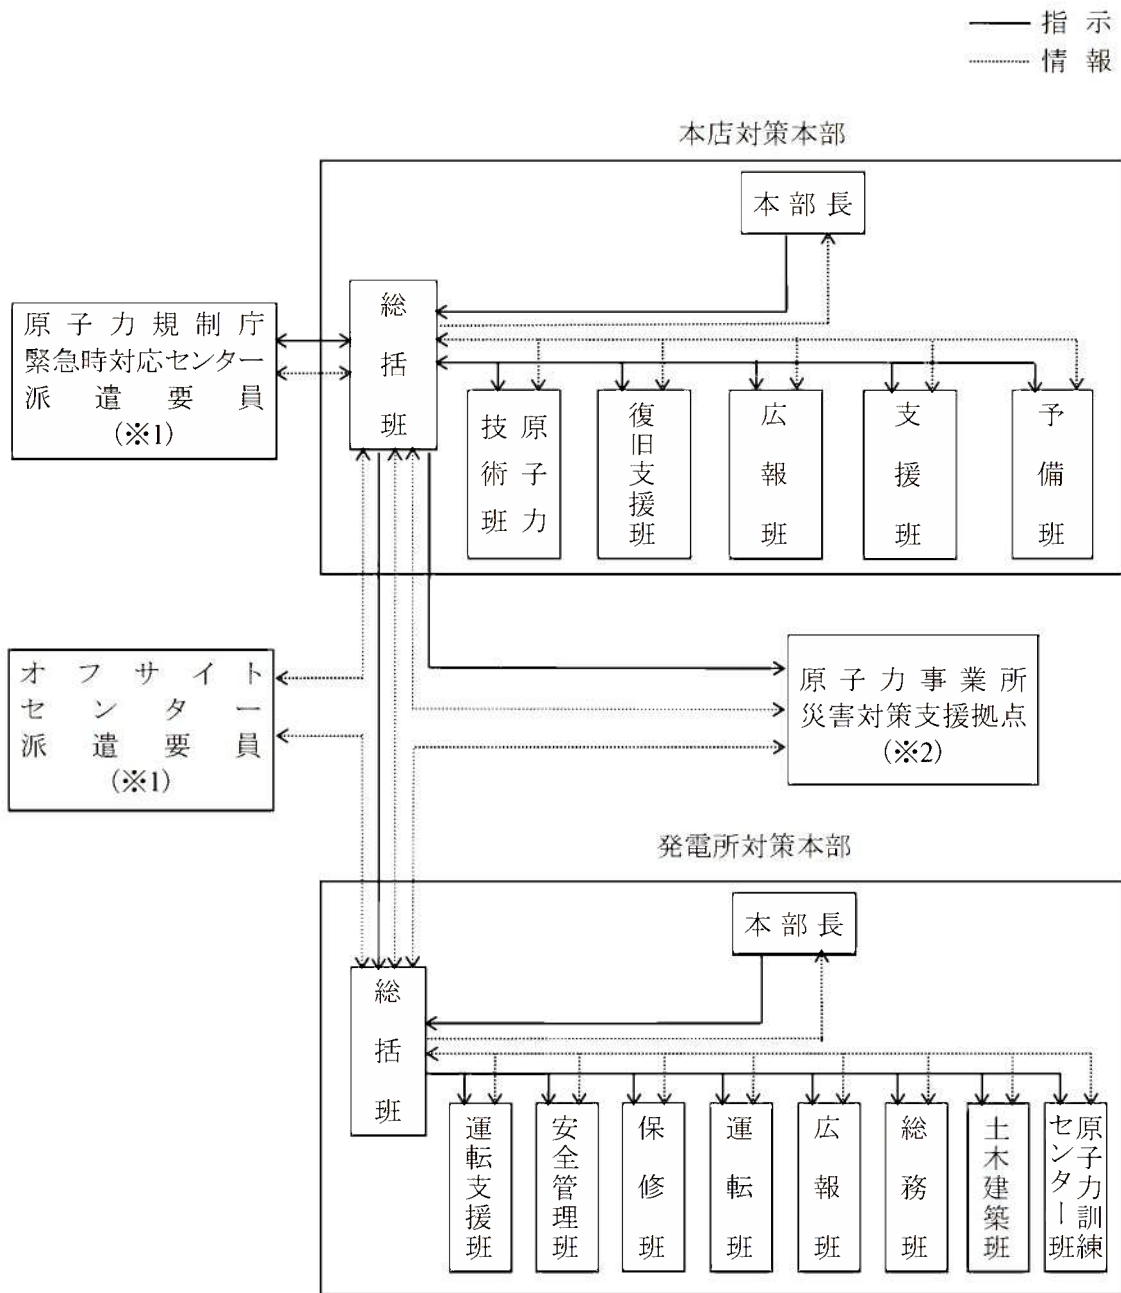 指示
情報
本店対策本部
本部長
総括班
原子力規制庁
緊急時対応センター
派遣要員
(※1)
原子力
技術班
復旧支援班
広報班
支援班
予備班
オフサイト
センター
派遣要員
(※1)
原子力事業所
災害対策支援拠点
(※2)
発電所対策本部
本部長
総括班
運転支援班
安全管理班
保修班
運転班
広報班
総務班
土木建築班
原子力訓練
センター班